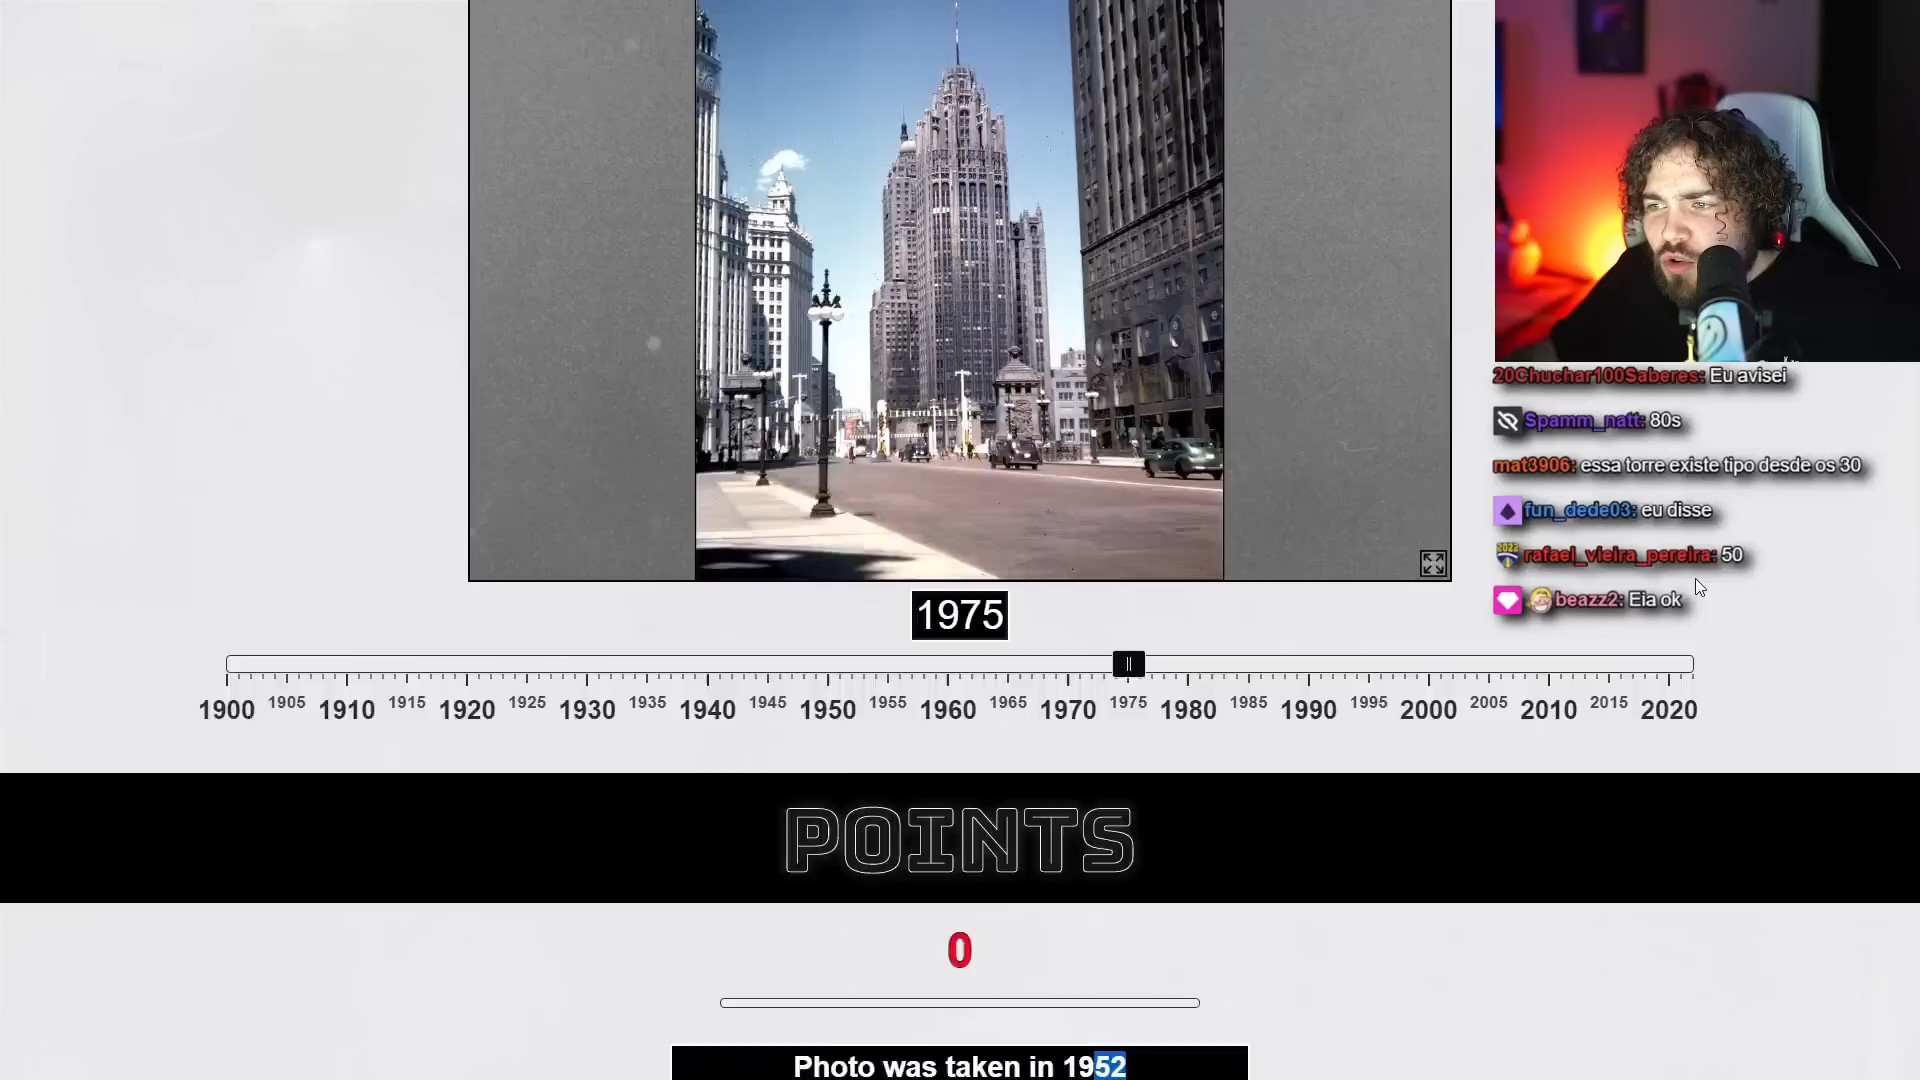 20Chuchar100Saberes: Eu avisei
Spamm_natt: 80s
mat3906: essa torre existe tipo desde os 30
fun_dede03: eu disse
rafael_vieira_pereira: 50
beazz2: Eia ok
1975
1900 1905 1910 1915 1920 1925 1930 1935 1940 1945 1950 1955 1960 1965 1970 1975 1980 1985 1990 1995 2000 2005 2010 2015 2020
POINTS
0
Photo was taken in 1952